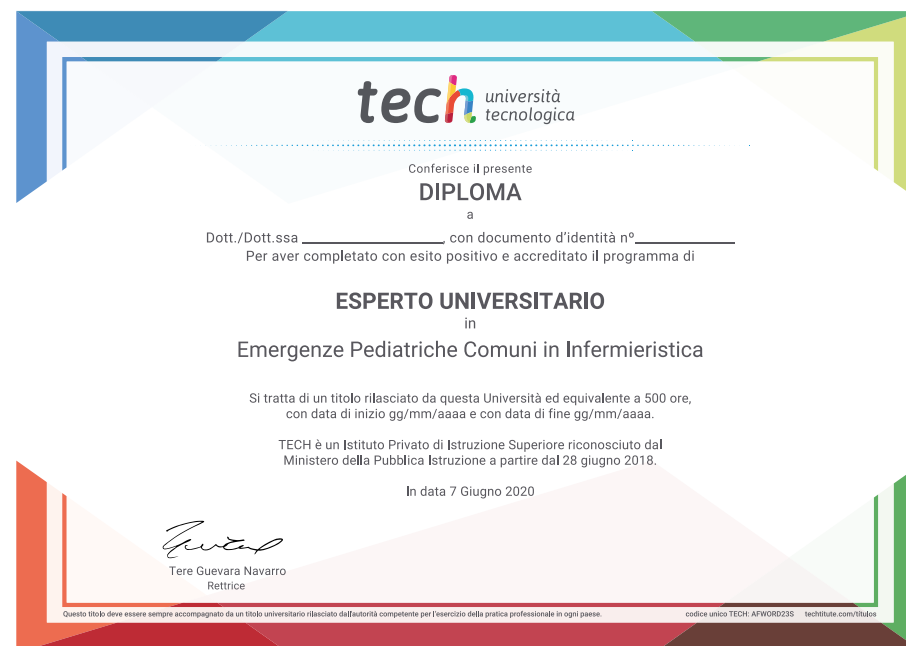 tech università
tecnologica
Conferisce il presente
DIPLOMA
a
Dott./Dott.ssa ____________________, con documento d'identità nº______________
Per aver completato con esito positivo e accreditato il programma di
ESPERTO UNIVERSITARIO
in
Emergenze Pediatriche Comuni in Infermieristica
Si tratta di un titolo rilasciato da questa Università ed equivalente a 500 ore,
con data di inizio gg/mm/aaaa e con data di fine gg/mm/aaaa.
TECH è un Istituto Privato di Istruzione Superiore riconosciuto dal
Ministero della Pubblica Istruzione a partire dal 28 giugno 2018.
In data 7 Giugno 2020
Tere Guevara Navarro
Rettrice
Questo titolo deve essere sempre accompagnato da un titolo universitario rilasciato dall'autorità competente per l'esercizio della pratica professionale in ogni paese. codice unico TECH: AFWORD23S techtitute.com/titulos